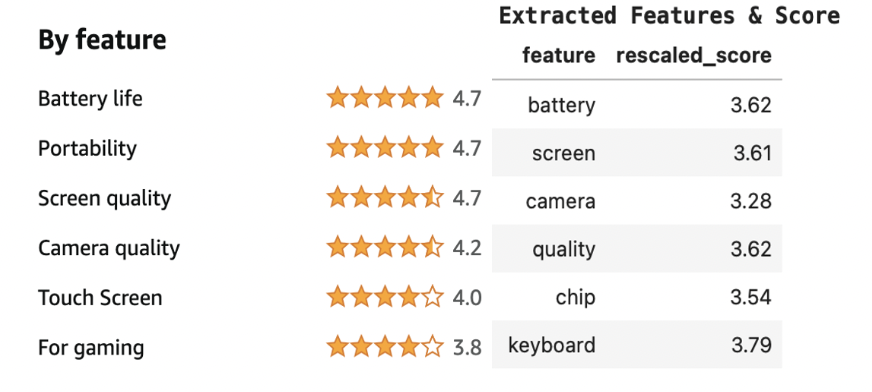 By feature
Battery life 4.7
Portability 4.7
Screen quality 4.7
Camera quality 4.2
Touch Screen 4.0
For gaming 3.8
Extracted Features & Score
feature rescaled_score
battery 3.62
screen 3.61
camera 3.28
quality 3.62
chip 3.54
keyboard 3.79